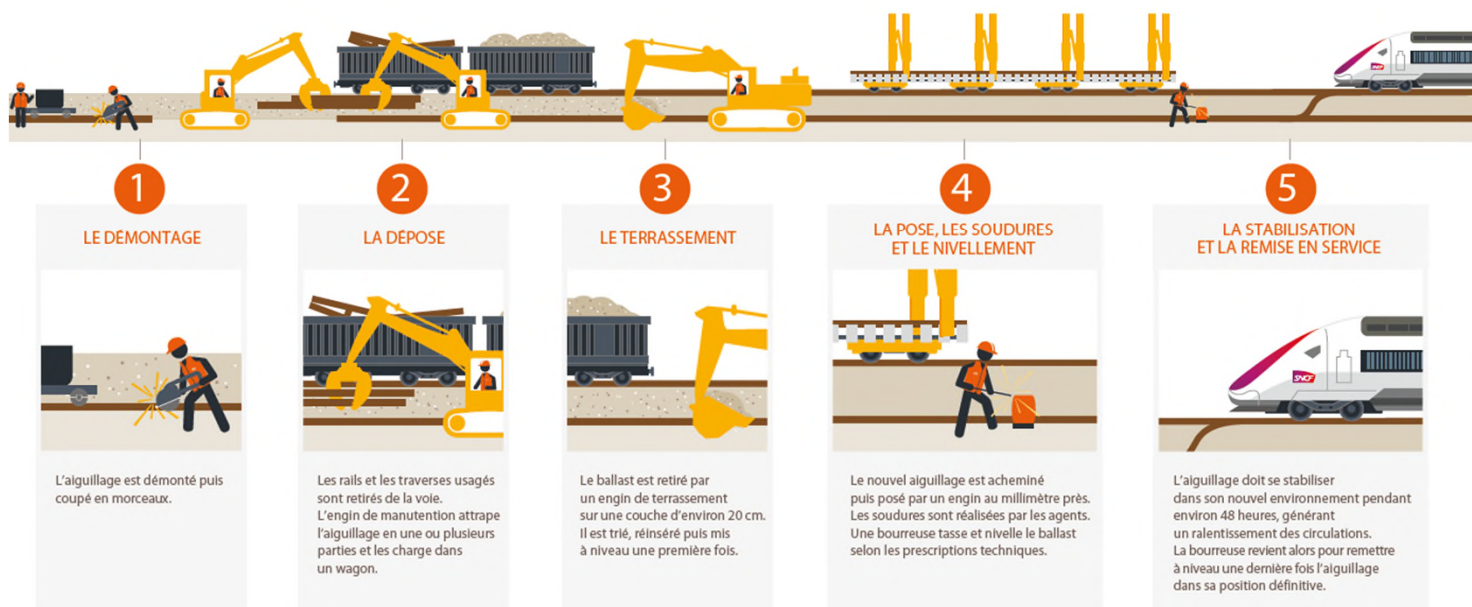 1
LE DÉMONTAGE
L'aiguillage est démonté puis
coupé en morceaux.
2
LA DÉPOSE
Les rails et les traverses usagés
sont retirés de la voie.
L'engin de manutention attrape
l'aiguillage en une ou plusieurs
parties et les charge dans
un wagon.
3
LE TERRASSEMENT
Le ballast est retiré par
un engin de terrassement
sur une couche d'environ 20 cm.
Il est trié, réinséré puis mis
à niveau une première fois.
4
LA POSE, LES SOUDURES
ET LE NIVELLEMENT
Le nouvel aiguillage est acheminé
puis posé par un engin au millimètre près.
Les soudures sont réalisées par les agents.
Une bourreuse tasse et nivelle le ballast
selon les prescriptions techniques.
SNCF
5
LA STABILISATION
ET LA REMISE EN SERVICE
SNCF
L'aiguillage doit se stabiliser
dans son nouvel environnement pendant
environ 48 heures, générant
un ralentissement des circulations.
La bourreuse revient alors pour remettre
à niveau une dernière fois l'aiguillage
dans sa position définitive.